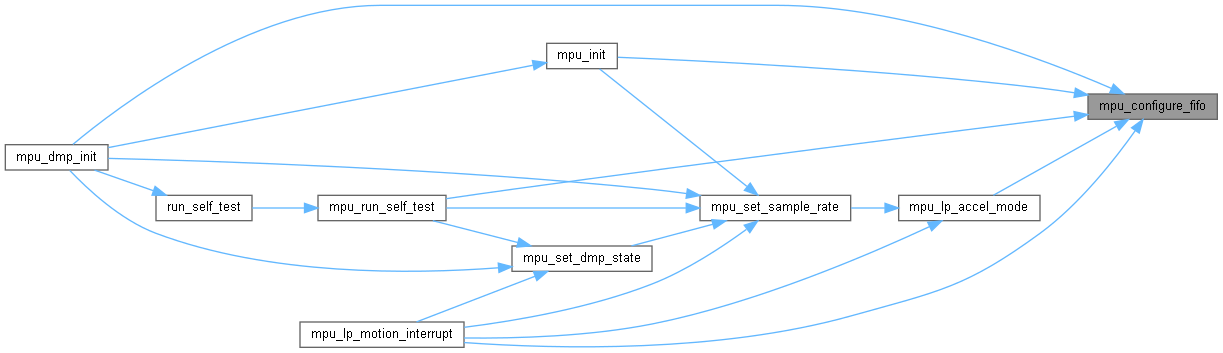 mpu_init
mpu_configure_fifo
mpu_dmp_init
run_self_test
mpu_run_self_test
mpu_set_sample_rate
mpu_lp_accel_mode
mpu_set_dmp_state
mpu_lp_motion_interrupt